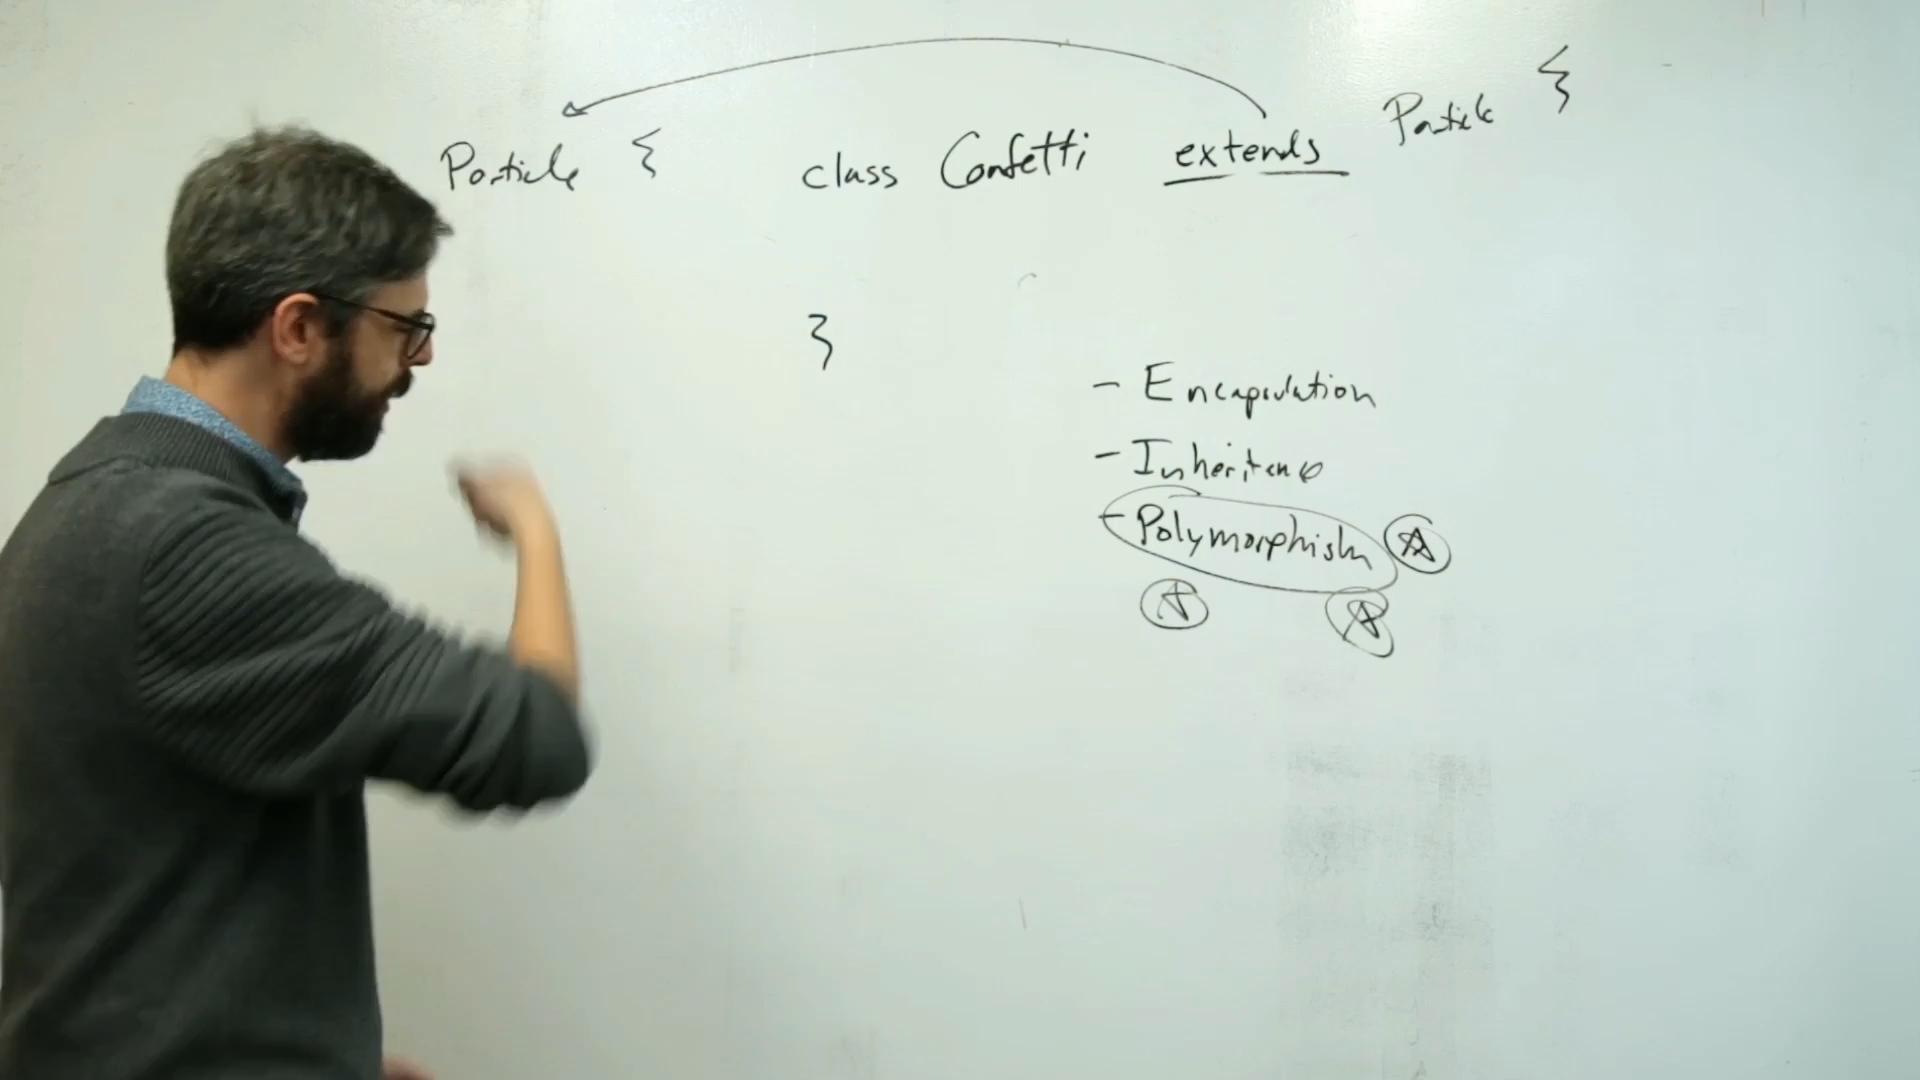 Particle {
class Confetti extends Particle {
}
- Encapsulation
- Inheritance
- Polymorphism